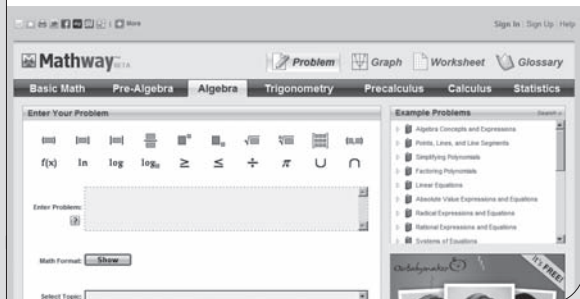 More
Sign In | Sign Up | Help
Mathway BETA
Problem Graph Worksheet Glossary
Basic Math Pre-Algebra Algebra Trigonometry Precalculus Calculus Statistics
Enter Your Problem
f(x) ln log log ≥ ≤ ÷ π ∪ ∩
Enter Problem:
?
Math Format: Show
Select Topic:
Example Problems
Search
Algebra Concepts and Expressions
Points, Lines, and Line Segments
Simplifying Polynomials
Factoring Polynomials
Linear Equations
Absolute Value Expressions and Equations
Radical Expressions and Equations
Rational Expressions and Equations
Systems of Equations
IT'S FREE!